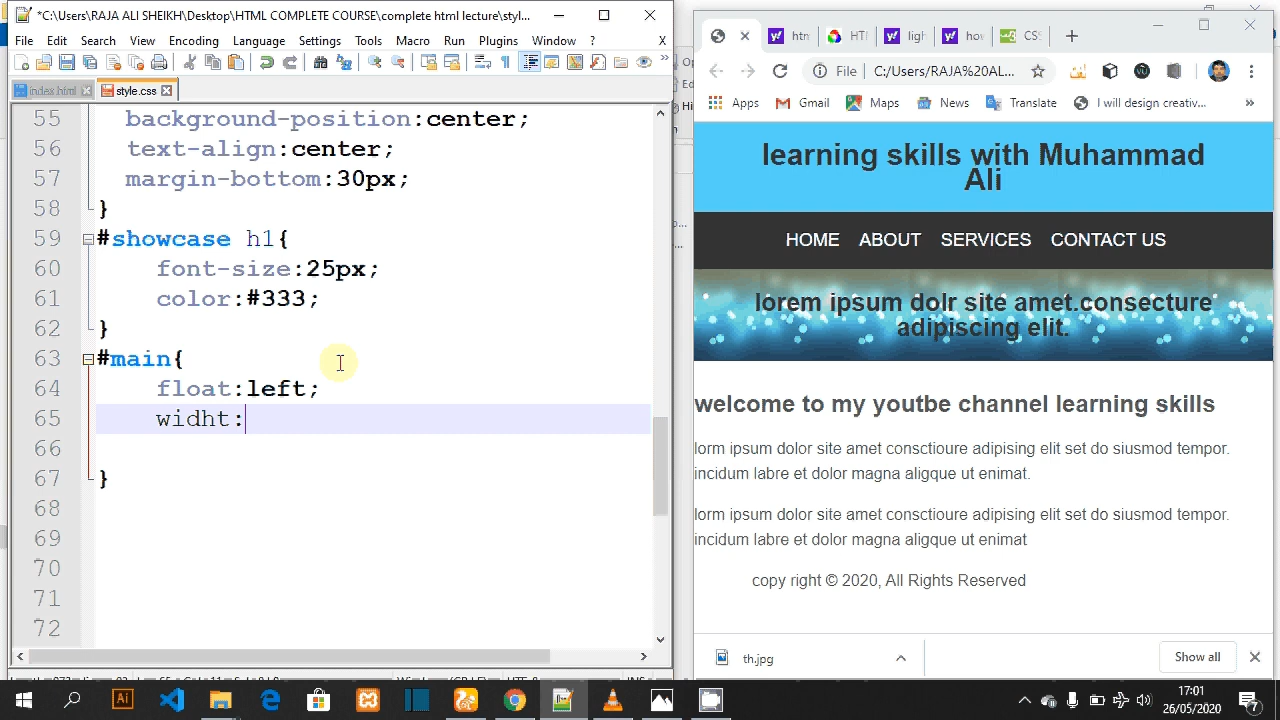 *C:\Users\RAJA ALI SHEIKH\Desktop\HTML COMPLETE COURSE\complete html lecture\styl...
File Edit Search View Encoding Language Settings Tools Macro Run Plugins Window ? X
index.html style.css
55 background-position:center;
56 text-align:center;
57 margin-bottom:30px;
58 }
59 #showcase h1{
60 font-size:25px;
61 color:#333;
62 }
63 #main{
64 float:left;
65 widht:
66
67 }
68
69
70
71
72
htn HTI ligh hov CSS
File C:/Users/RAJA%20AL...
Apps Gmail Maps News Translate I will design creativ... »
learning skills with Muhammad
Ali
HOME ABOUT SERVICES CONTACT US
lorem ipsum dolr site amet.consecture
adipiscing elit.
welcome to my youtbe channel learning skills
lorm ipsum dolor site amet consctioure adipising elit set do siusmod tempor.
incidum labre et dolor magna aligque ut enimat.
lorm ipsum dolor site amet consctioure adipising elit set do siusmod tempor.
incidum labre et dolor magna aligque ut enimat
copy right © 2020, All Rights Reserved
th.jpg
Show all
Ai
17:01
26/05/2020
7